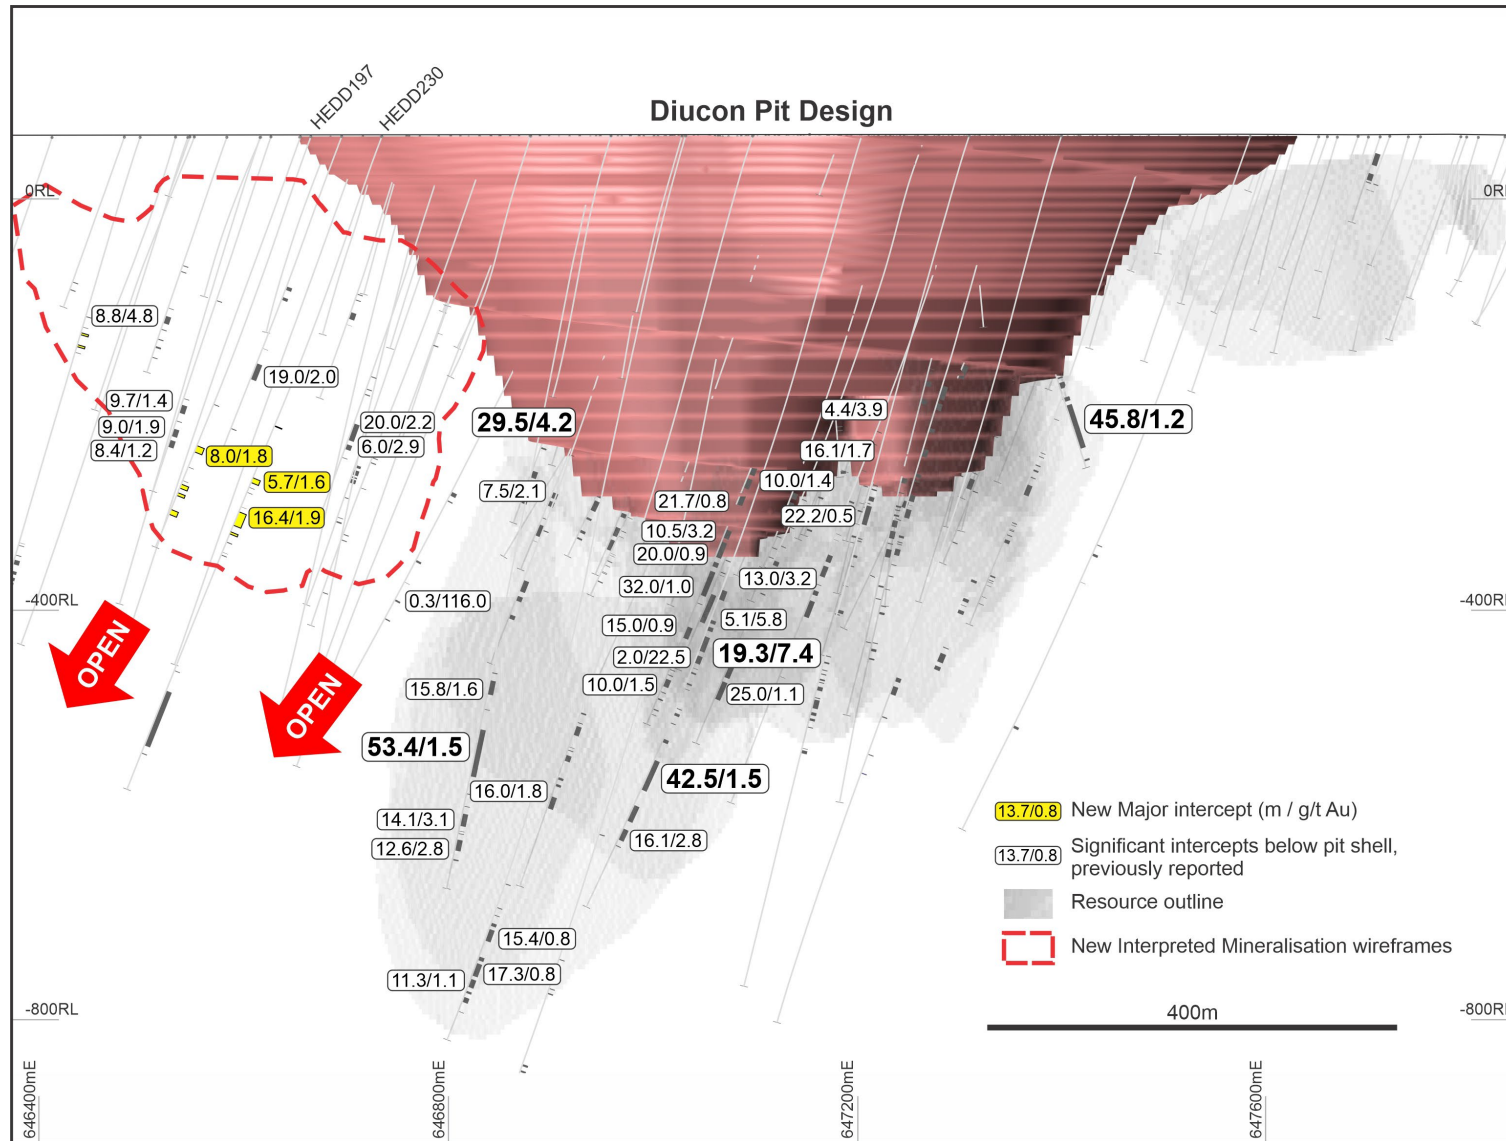 HEDD197
HEDD230
Diucon Pit Design
0RL
0RL
8.8/4.8
19.0/2.0
9.7/1.4
9.0/1.9
8.4/1.2
20.0/2.2
6.0/2.9
29.5/4.2
4.4/3.9
45.8/1.2
16.1/1.7
8.0/1.8
5.7/1.6
16.4/1.9
7.5/2.1
10.0/1.4
21.7/0.8
22.2/0.5
10.5/3.2
20.0/0.9
32.0/1.0
13.0/3.2
-400RL
-400RL
0.3/116.0
15.0/0.9
5.1/5.8
2.0/22.5
19.3/7.4
OPEN
OPEN
10.0/1.5
15.8/1.6
25.0/1.1
53.4/1.5
42.5/1.5
16.0/1.8
14.1/3.1
12.6/2.8
16.1/2.8
15.4/0.8
17.3/0.8
11.3/1.1
13.7/0.8 New Major intercept (m / g/t Au)
13.7/0.8 Significant intercepts below pit shell,
previously reported
Resource outline
New Interpreted Mineralisation wireframes
400m
-800RL
-800RL
646400mE
646800mE
647200mE
647600mE